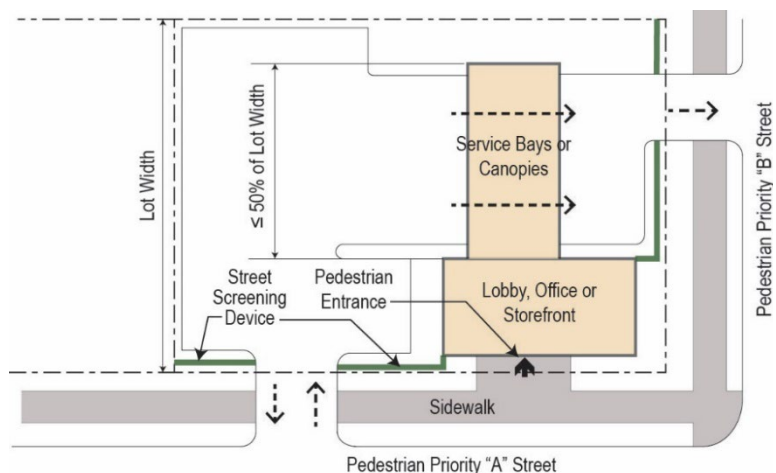 Lot Width
≤ 50% of Lot Width
Service Bays or
Canopies
Pedestrian Priority “B” Street
Street
Screening
Device
Pedestrian
Entrance
Lobby, Office or
Storefront
Sidewalk
Pedestrian Priority “A” Street